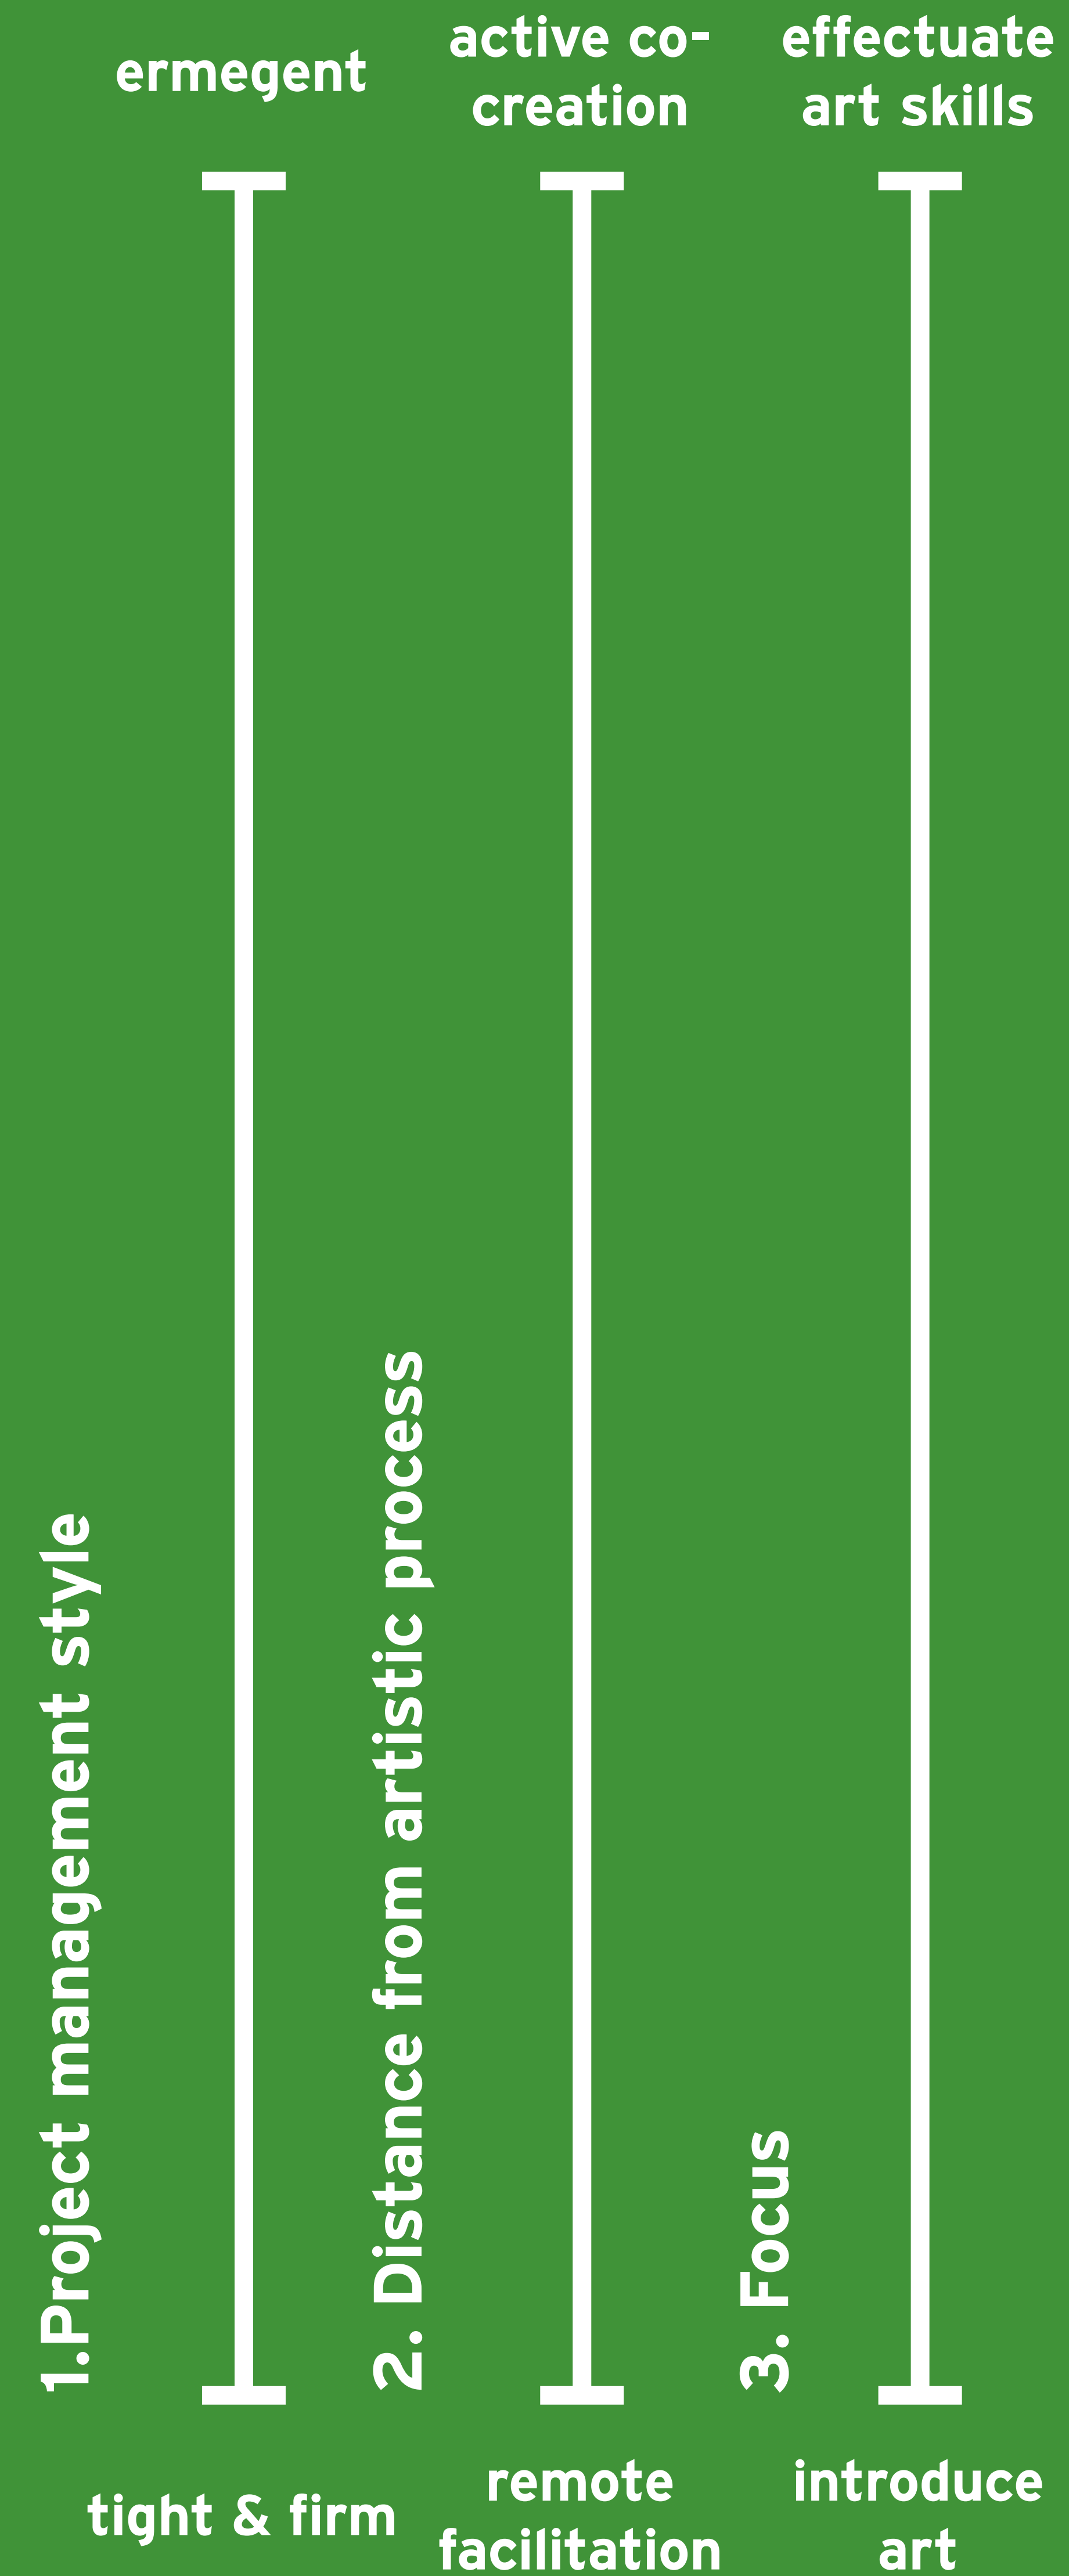 ermegent
active co-
creation
effectuate
art skills
1.Project management style
2. Distance from artistic process
3. Focus
tight & firm
remote
facilitation
introduce
art